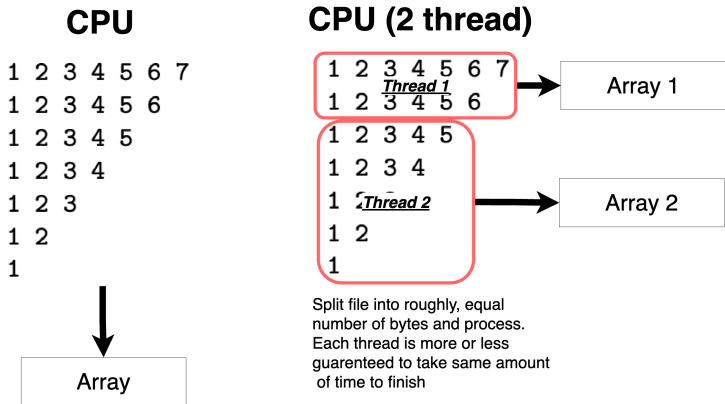 CPU
1 2 3 4 5 6 7
1 2 3 4 5 6
1 2 3 4 5
1 2 3 4
1 2 3
1 2
1
Array
CPU (2 thread)
1 2 3 4 5 6 7
Thread 1
1 2 3 4 5 6
1 2 3 4 5
1 2 3 4
1
Thread 2
1 2
1
Array 1
Array 2
Split file into roughly, equal
number of bytes and process.
Each thread is more or less
guarenteed to take same amount
of time to finish